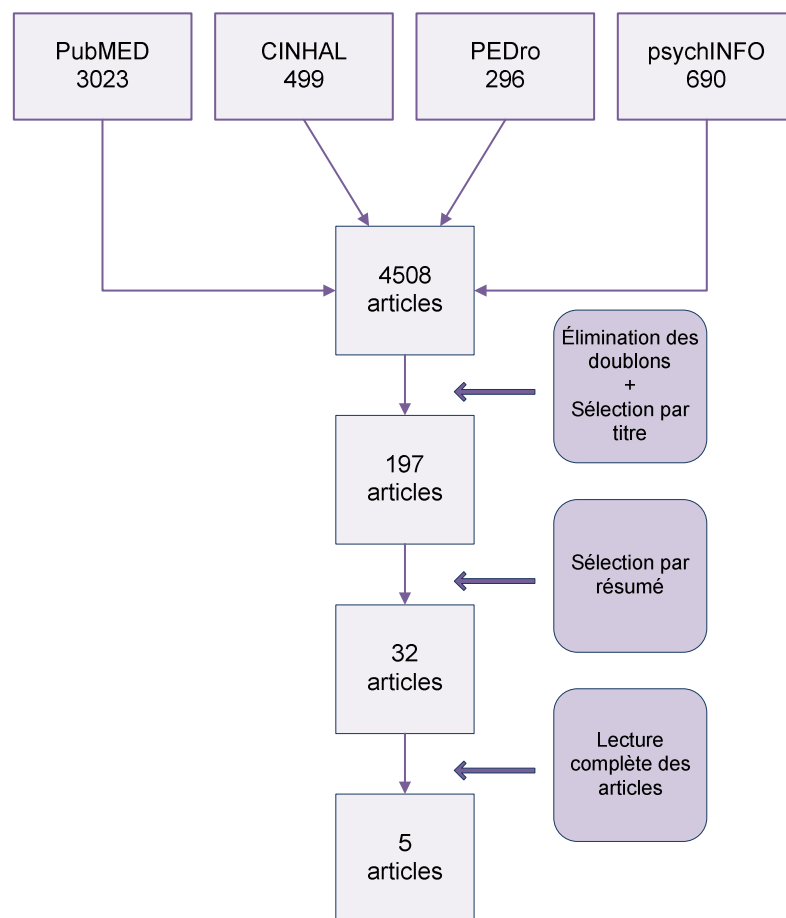 PubMED
3023
CINHAL
499
PEDro
296
psychINFO
690
4508
articles
Élimination des
doublons
+
Sélection par
titre
197
articles
Sélection par
résumé
32
articles
Lecture
complète des
articles
5
articles